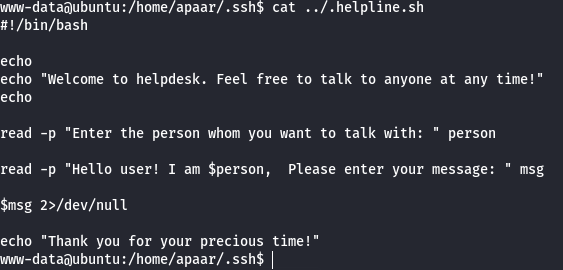 www-data@ubuntu:/home/apaar/.ssh$ cat ../.helpline.sh
#!/bin/bash
echo
echo "Welcome to helpdesk. Feel free to talk to anyone at any time!"
echo
read -p "Enter the person whom you want to talk with: " person
read -p "Hello user! I am $person,  Please enter your message: " msg
$msg 2>/dev/null
echo "Thank you for your precious time!"
www-data@ubuntu:/home/apaar/.ssh$